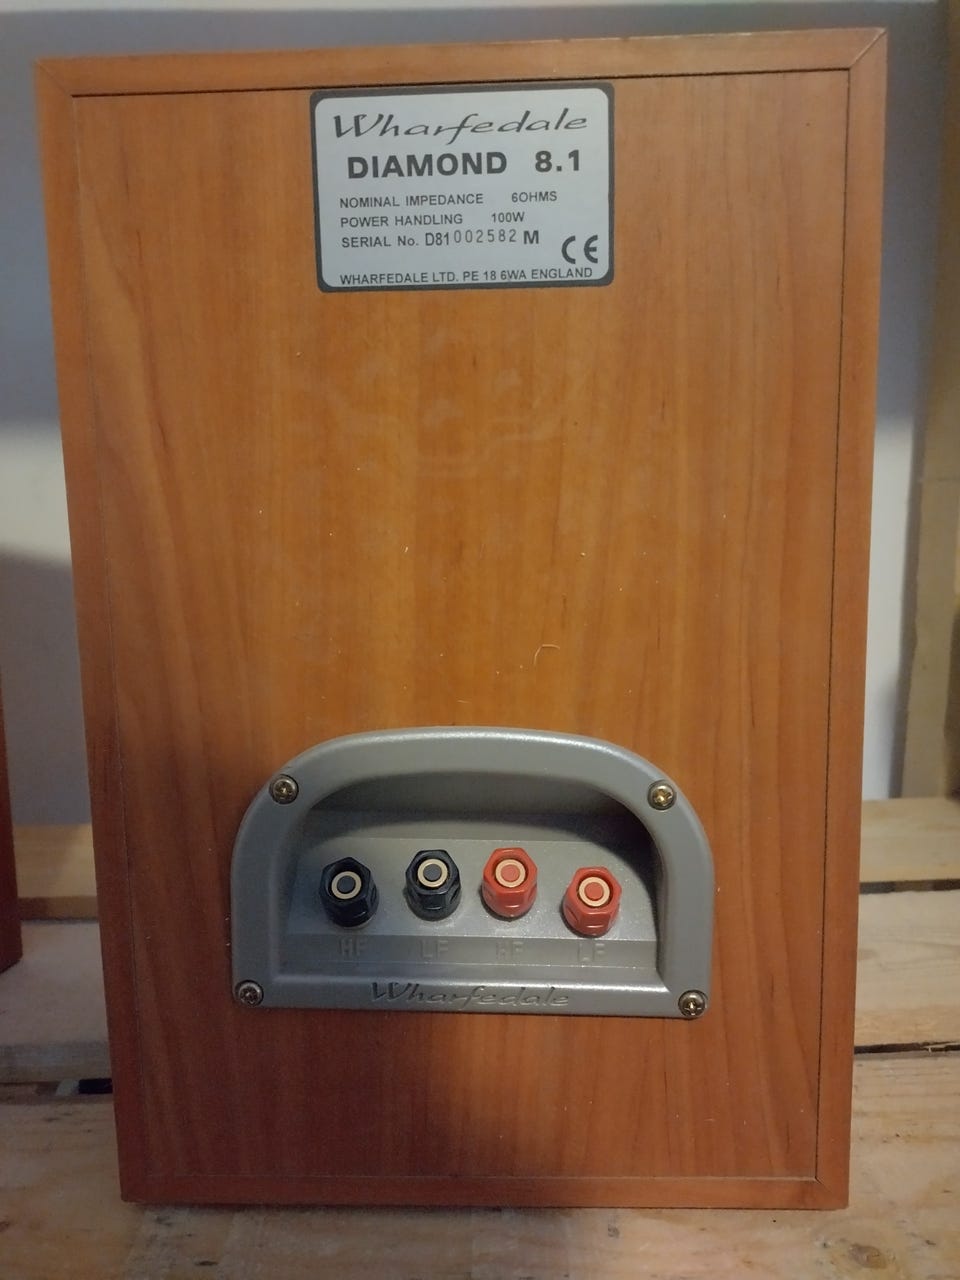 Wharfedale
DIAMOND 8.1
NOMINAL IMPEDANCE 6OHMS
POWER HANDLING 100W
SERIAL No. D81002582 M
CE
WHARFEDALE LTD. PE 18 6WA ENGLAND
HF LF HF LF
Wharfedale